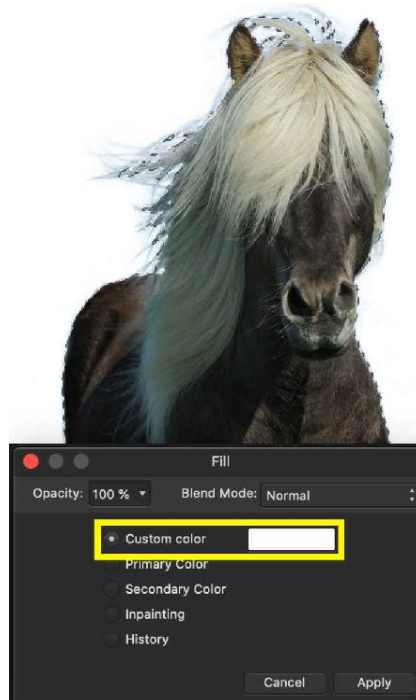 Fill
Opacity: 100 % Blend Mode: Normal
Custom color
Primary Color
Secondary Color
Inpainting
History
Cancel Apply